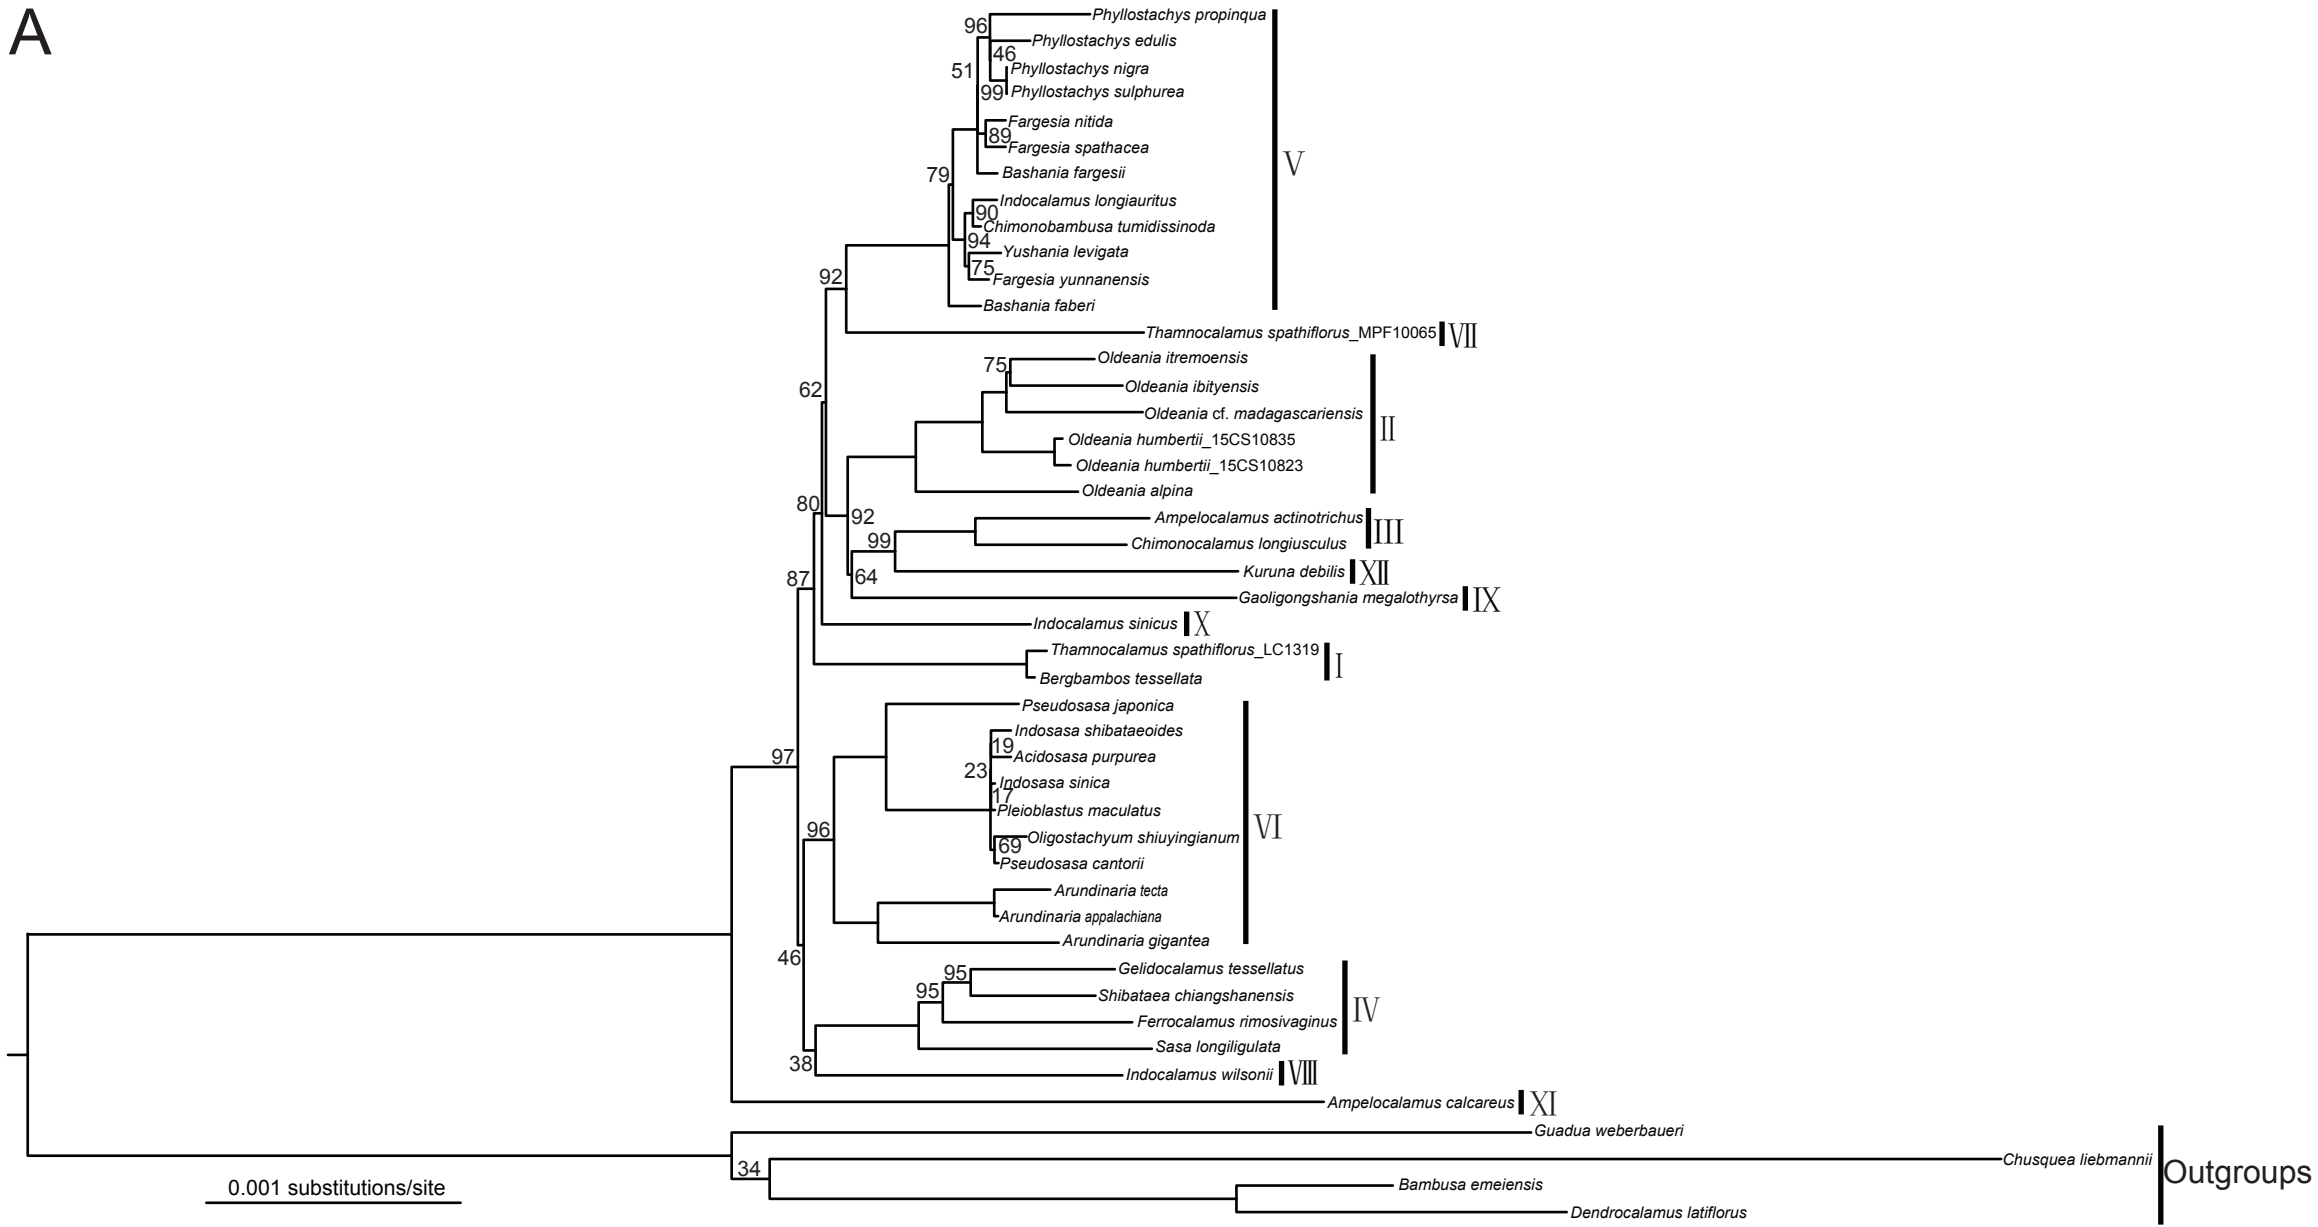 A
Phyllostachys propinqua
96
Phyllostachys edulis
46
51
Phyllostachys nigra
Phyllostachys sulphurea
99
Fargesia nitida
89
Fargesia spathacea
V
Bashania fargesii
79
Indocalamus longiauritus
90
Chimonobambusa tumidissinoda
94
Yushania levigata
75
Fargesia yunnanensis
92
Bashania faberi
Thamnocalamus spathiflorus_MPF10065
VII
Oldeania itremoensis
75
Oldeania ibityensis
62
Oldeania cf. madagascariensis
II
Oldeania humbertii_15CS10835
Oldeania humbertii_15CS10823
Oldeania alpina
80
92
Ampelocalamus actinotrichus
III
99
Chimonocalamus longiusculus
Kuruna debilis
XII
87
64
Gaoligongshania megalothyrsa
IX
Indocalamus sinicus
X
Thamnocalamus spathiflorus_LC1319
I
Bergbambos tessellata
Pseudosasa japonica
Indosasa shibataeoides
19
Acidosasa purpurea
97
23
Indosasa sinica
17
Pleioblastus maculatus
VI
96
Oligostachyum shiuyingianum
69
Pseudosasa cantorii
Arundinaria tecta
Arundinaria appalachiana
Arundinaria gigantea
46
Gelidocalamus tessellatus
95
95
Shibataea chiangshanensis
IV
Ferrocalamus rimosivaginus
Sasa longiligulata
38
Indocalamus wilsonii
VIII
Ampelocalamus calcareus
XI
Guadua weberbaueri
Chusquea liebmannii
34
Outgroups
0.001 substitutions/site
Bambusa emeiensis
Dendrocalamus latiflorus